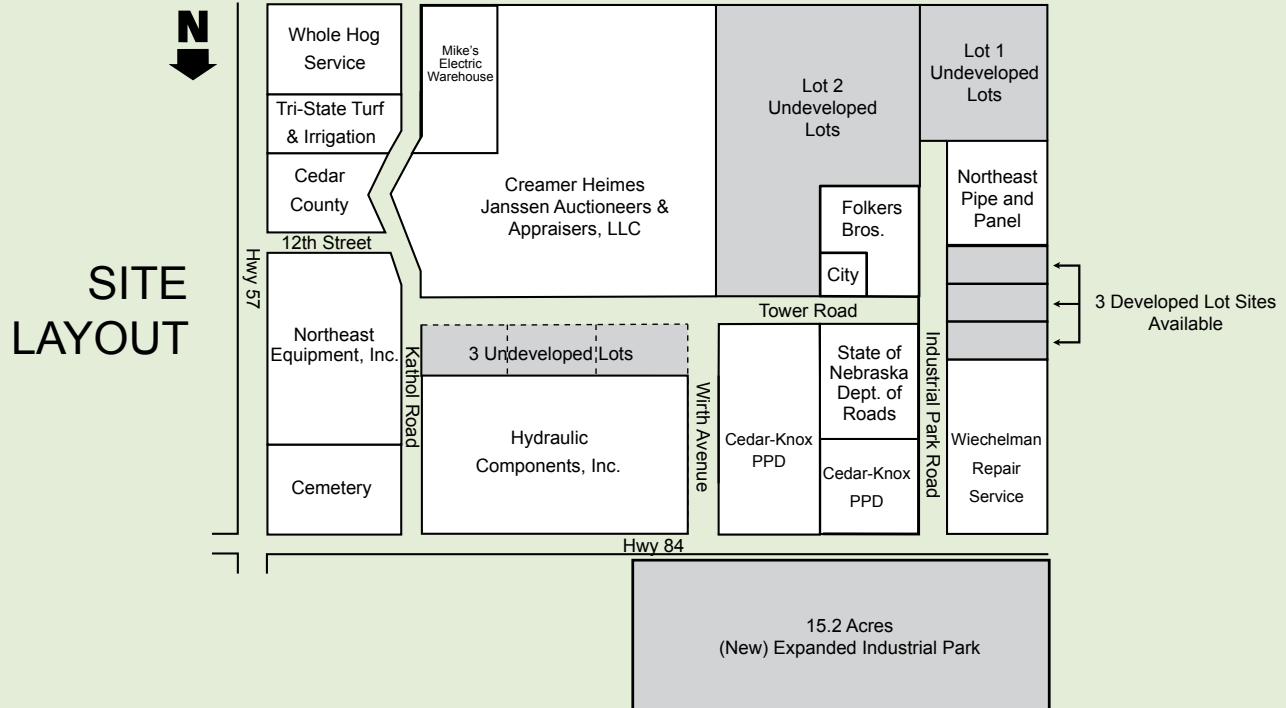 N
SITE
LAYOUT
Whole Hog
Service
Tri-State Turf
& Irrigation
Cedar
County
12th Street
Hwy 57
Northeast
Equipment, Inc.
Cemetery
Kathol Road
Mike's
Electric
Warehouse
Creamer Heimes
Janssen Auctioneers &
Appraisers, LLC
3 Undeveloped Lots
Hydraulic
Components, Inc.
Wirth Avenue
Lot 2
Undeveloped
Lots
Folkers
Bros.
City
Tower Road
Cedar-Knox
PPD
State of
Nebraska
Dept. of
Roads
Cedar-Knox
PPD
Industrial Park Road
Lot 1
Undeveloped
Lots
Northeast
Pipe and
Panel
3 Developed Lot Sites
Available
Wiechelman
Repair
Service
Hwy 84
15.2 Acres
(New) Expanded Industrial Park